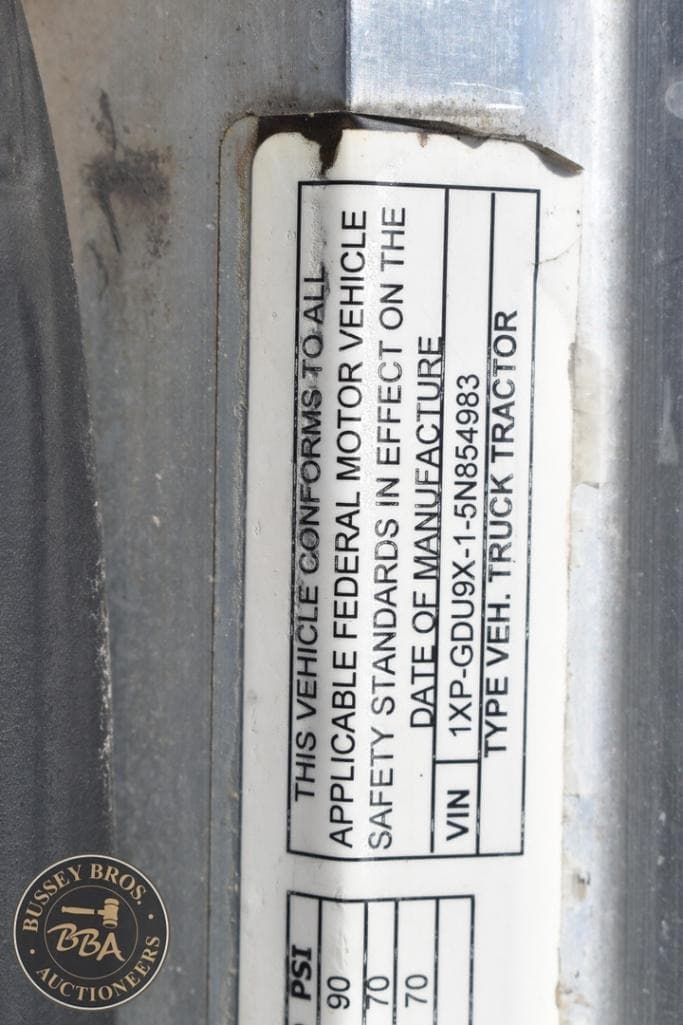 THIS VEHICLE CONFORMS TO ALL
APPLICABLE FEDERAL MOTOR VEHICLE
SAFETY STANDARDS IN EFFECT ON THE
DATE OF MANUFACTURE
VIN 1XP-GDU9X-1-5N854983
TYPE VEH. TRUCK TRACTOR
PSI
90
70
70
BUSSEY BROS.
BBA
AUCTIONEERS